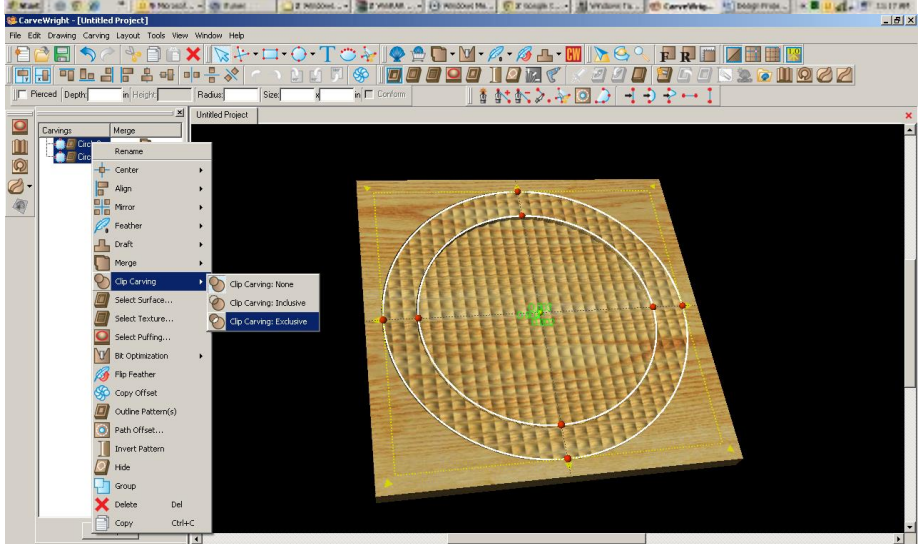 CarveWright - [Untitled Project]
File Edit Drawing Carving Layout Tools View Window Help
Pierced Depth: in Height: Radius: Size: x in Conform
Untitled Project
Carvings Merge
Rename
Center
Align
Mirror
Feather
Draft
Merge
Clip Carving
Clip Carving: None
Clip Carving: Inclusive
Clip Carving: Exclusive
Select Surface...
Select Texture...
Select Puffing...
Bit Optimization
Flip Feather
Copy Offset
Outline Pattern(s)
Path Offset...
Invert Pattern
Hide
Group
Delete Del
Copy Ctrl+C